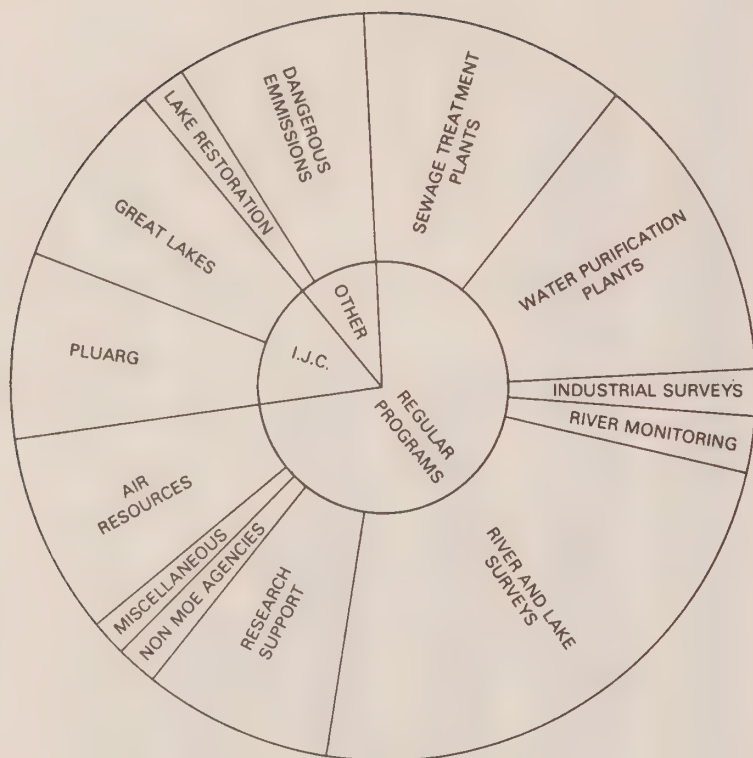 DANGEROUS
EMMISSIONS
SEWAGE TREATMENT
PLANTS
LAKE RESTORATION
GREAT LAKES
WATER PURIFICATION
PLANTS
OTHER
PLUARG
I.J.C.
INDUSTRIAL SURVEYS
RIVER MONITORING
REGULAR
PROGRAMS
AIR
RESOURCES
MISCELLANEOUS
NON MOE AGENCIES
RESEARCH
SUPPORT
RIVER AND LAKE
SURVEYS